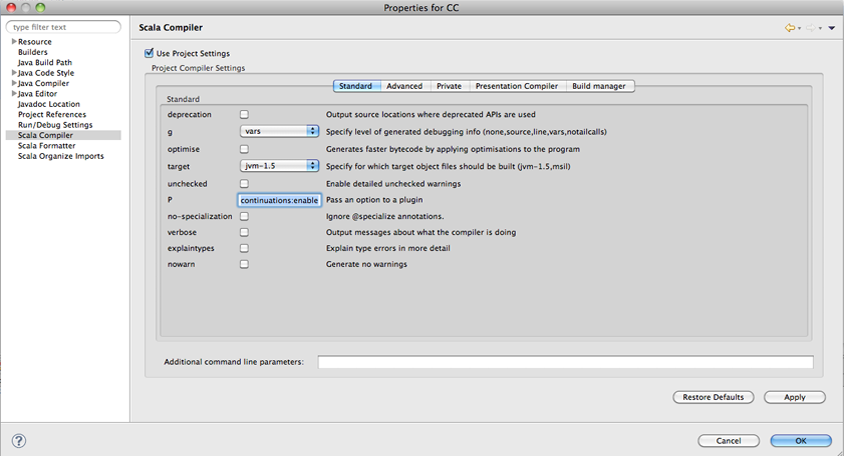 Properties for CC
type filter text
Scala Compiler
Resource
Builders
Java Build Path
Java Code Style
Java Compiler
Java Editor
Javadoc Location
Project References
Run/Debug Settings
Scala Compiler
Scala Formatter
Scala Organize Imports
Use Project Settings
Project Compiler Settings
Standard Advanced Private Presentation Compiler Build manager
Standard
deprecation Output source locations where deprecated APIs are used
g vars Specify level of generated debugging info (none,source,line,vars,notailcalls)
optimise Generates faster bytecode by applying optimisations to the program
target jvm-1.5 Specify for which target object files should be built (jvm-1.5,msil)
unchecked Enable detailed unchecked warnings
P continuations:enable Pass an option to a plugin
no-specialization Ignore @specialize annotations.
verbose Output messages about what the compiler is doing
explaintypes Explain type errors in more detail
nowarn Generate no warnings
Additional command line parameters:
Restore Defaults Apply
? Cancel OK